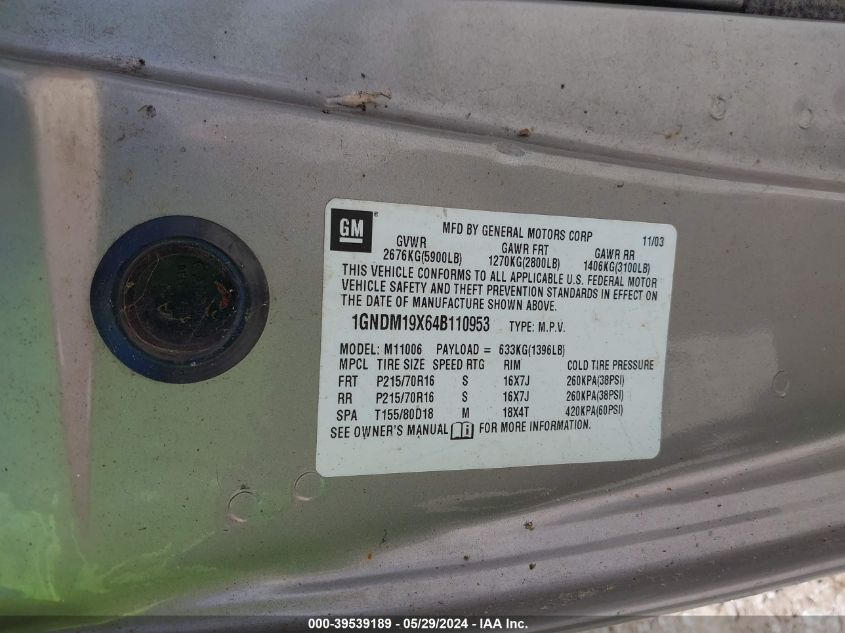 GM
MFD BY GENERAL MOTORS CORP 11/03
GVWR GAWR FRT GAWR RR
2676KG(5900LB) 1270KG(2800LB) 1406KG(3100LB)
THIS VEHICLE CONFORMS TO ALL APPLICABLE U.S. FEDERAL MOTOR
VEHICLE SAFETY AND THEFT PREVENTION STANDARDS IN EFFECT ON
THE DATE OF MANUFACTURE SHOWN ABOVE.
1GNDM19X64B110953 TYPE: M.P.V.
MODEL: M11006 PAYLOAD = 633KG(1396LB)
MPCL TIRE SIZE SPEED RTG RIM COLD TIRE PRESSURE
FRT P215/70R16 S 16X7J 260KPA(38PSI)
RR P215/70R16 S 16X7J 260KPA(38PSI)
SPA T155/80D18 M 18X4T 420KPA(60PSI)
SEE OWNER'S MANUAL FOR MORE INFORMATION.
000-39539189 - 05/29/2024 - IAA Inc.